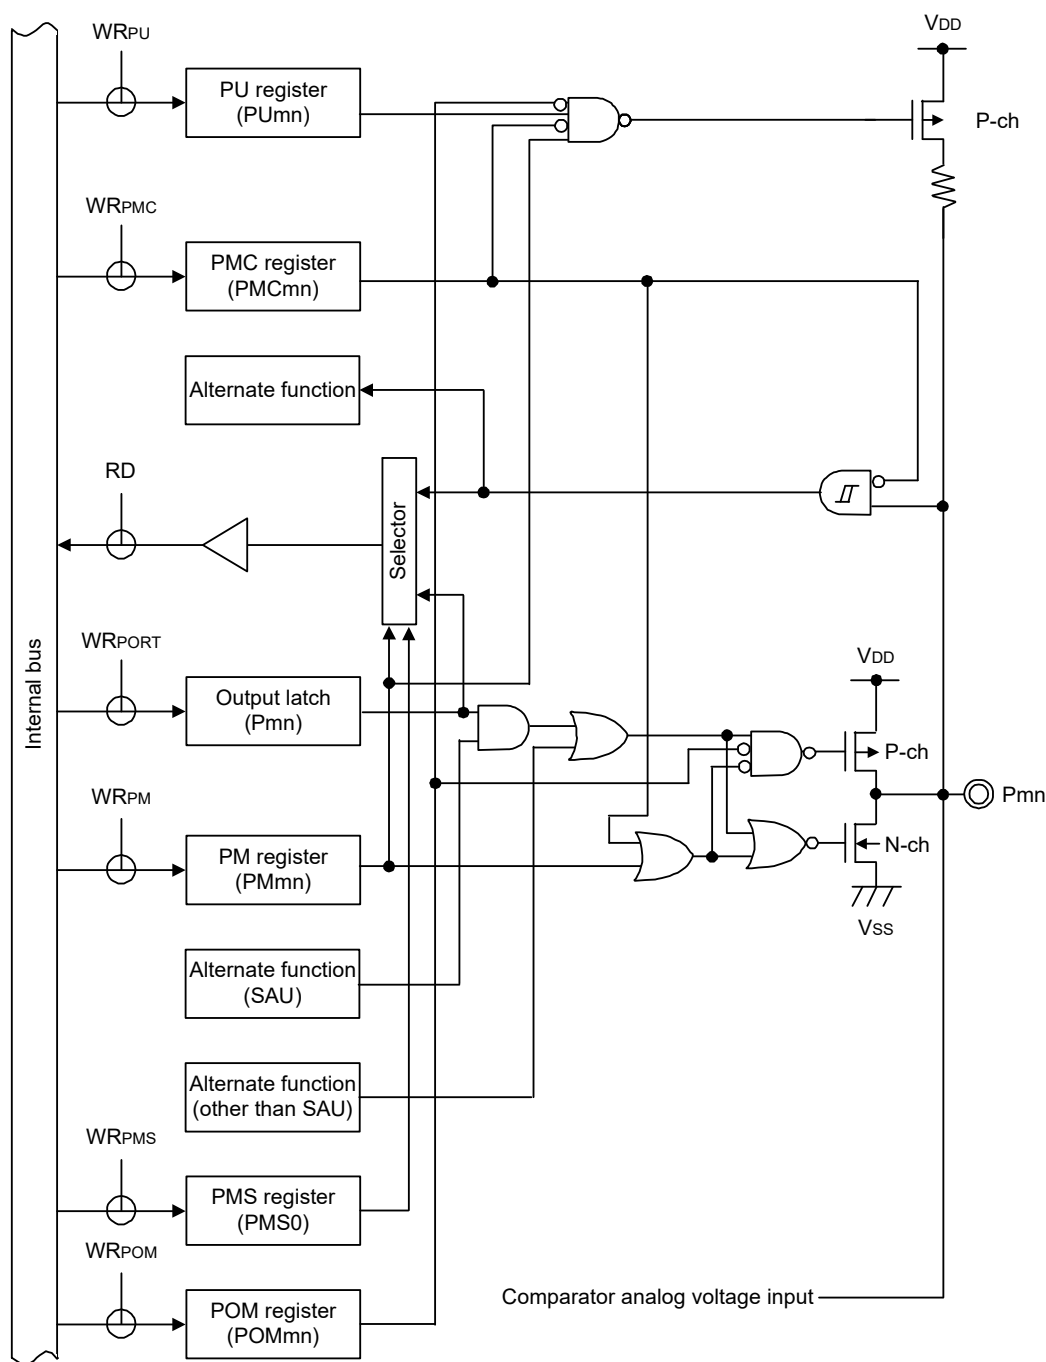 WRPU
VDD
PU register
(PUmn)
P-ch
WRPMC
PMC register
(PMCmn)
Alternate function
RD
Selector
Internal bus
WRPORT
Output latch
(Pmn)
VDD
P-ch
Pmn
WRPM
PM register
(PMmn)
N-ch
VSS
Alternate function
(SAU)
Alternate function
(other than SAU)
WRPMS
PMS register
(PMS0)
WRPOM
POM register
(POMmn)
Comparator analog voltage input